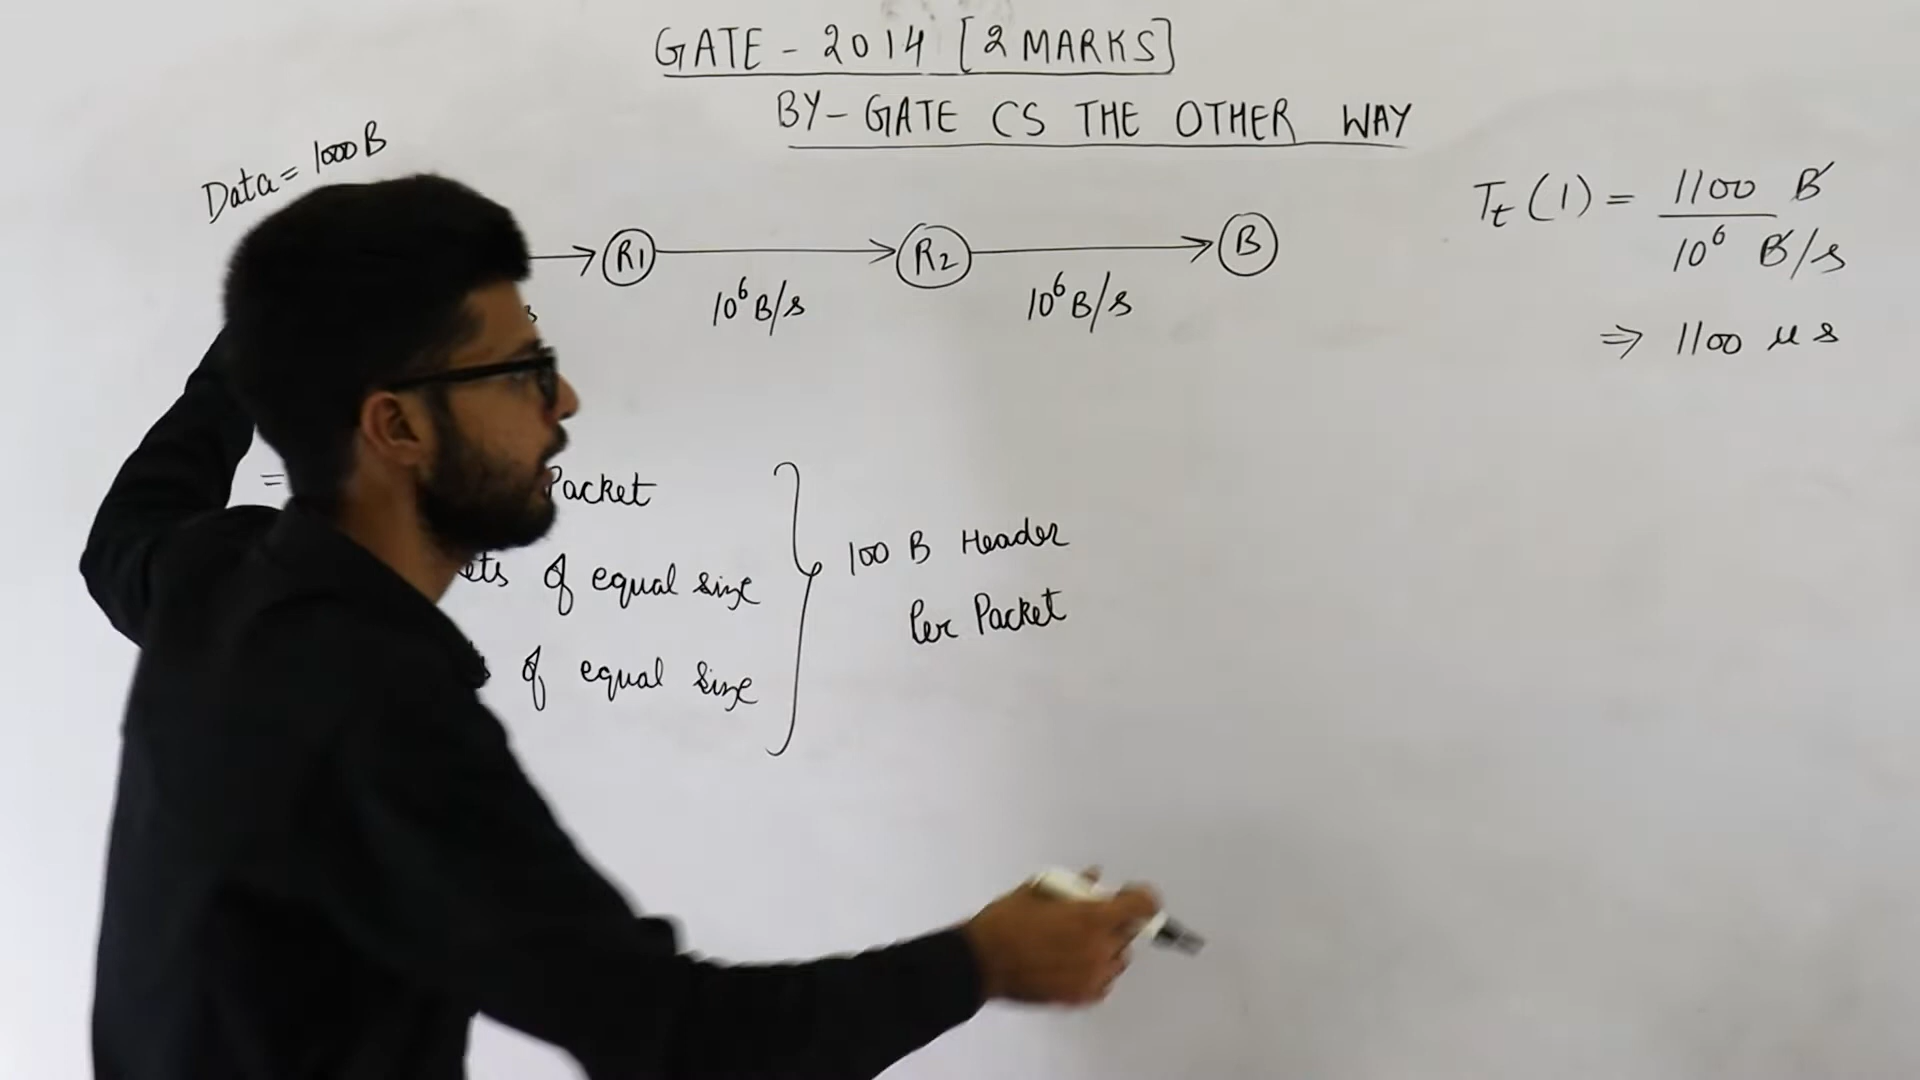 GATE - 2014 [2 MARKS]
BY - GATE CS THE OTHER WAY
Data = 1000 B
R1
R2
B
10⁶ B/s
10⁶ B/s
Tt (1) = 1100 B
10⁶ B/s
⇒ 1100 μs
= Packet
ets of equal size
of equal size
100 B Header
Per Packet